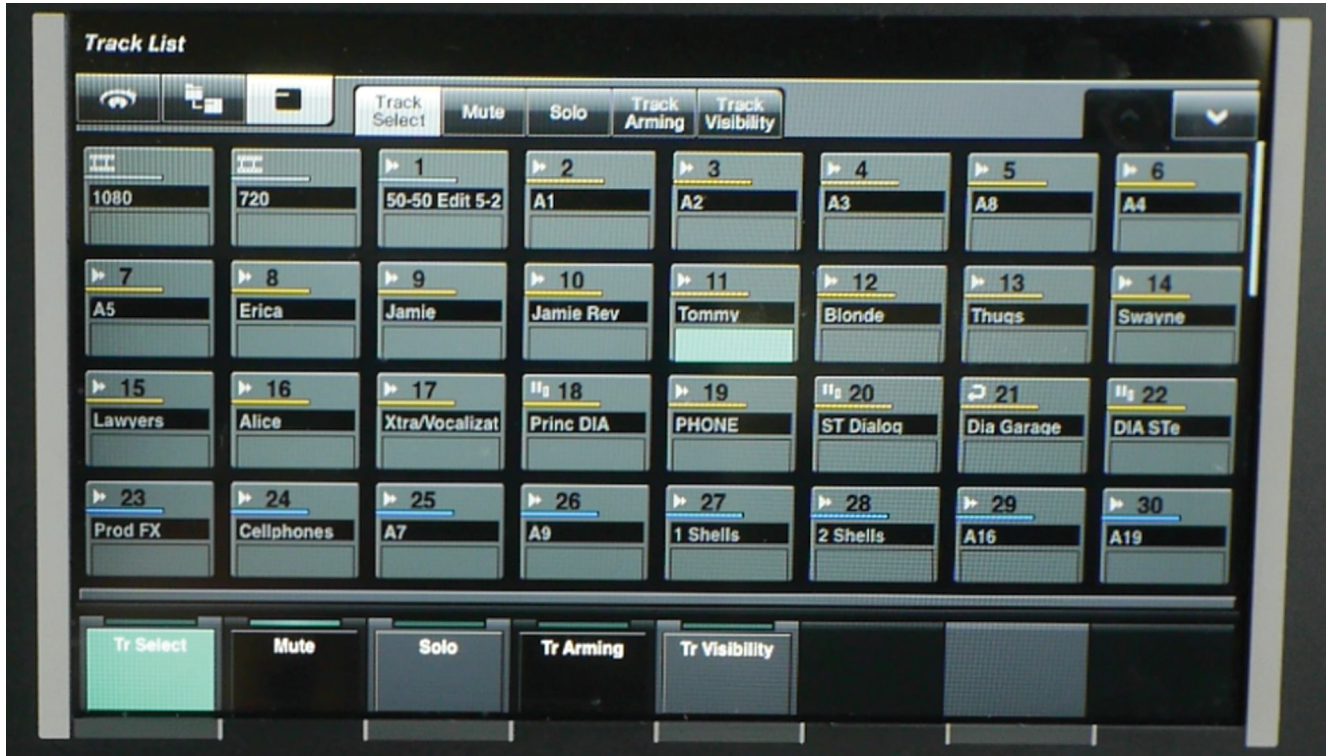 Track List
Track Select Mute Solo Track Arming Track Visibility
1 2 3 4 5 6
1080 720 50-50 Edit 5-2 A1 A2 A3 A8 A4
7 8 9 10 11 12 13 14
A5 Erica Jamie Jamie Rev Tommy Blonde Thugs Swayne
15 16 17 18 19 20 21 22
Lawyers Alice Xtra/Vocalizat Princ DIA PHONE ST Dialog Dia Garage DIA STe
23 24 25 26 27 28 29 30
Prod FX Cellphones A7 A9 1 Shells 2 Shells A16 A19
Tr Select Mute Solo Tr Arming Tr Visibility